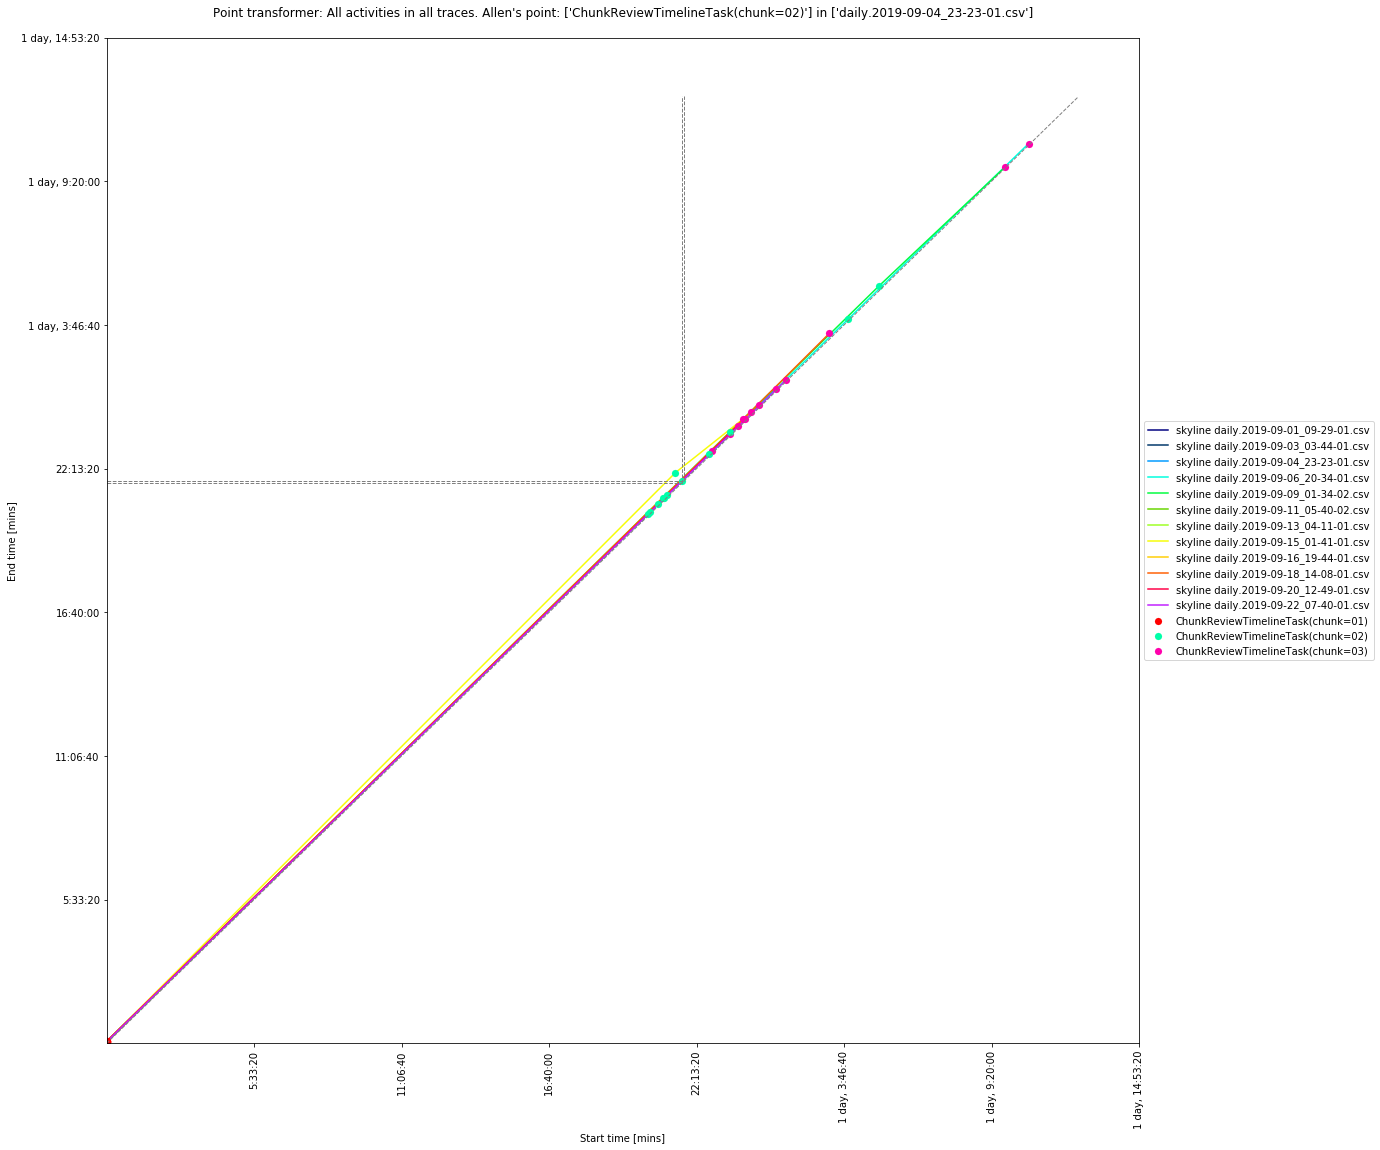 Point transformer: All activities in all traces. Allen's point: ['ChunkReviewTimelineTask(chunk=02)'] in ['daily.2019-09-04_23-23-01.csv']
1 day, 14:53:20
1 day, 9:20:00
1 day, 3:46:40
22:13:20
16:40:00
11:06:40
5:33:20
End time [mins]
5:33:20
11:06:40
16:40:00
22:13:20
1 day, 3:46:40
1 day, 9:20:00
1 day, 14:53:20
Start time [mins]
skyline daily.2019-09-01_09-29-01.csv
skyline daily.2019-09-03_03-44-01.csv
skyline daily.2019-09-04_23-23-01.csv
skyline daily.2019-09-06_20-34-01.csv
skyline daily.2019-09-09_01-34-02.csv
skyline daily.2019-09-11_05-40-02.csv
skyline daily.2019-09-13_04-11-01.csv
skyline daily.2019-09-15_01-41-01.csv
skyline daily.2019-09-16_19-44-01.csv
skyline daily.2019-09-18_14-08-01.csv
skyline daily.2019-09-20_12-49-01.csv
skyline daily.2019-09-22_07-40-01.csv
ChunkReviewTimelineTask(chunk=01)
ChunkReviewTimelineTask(chunk=02)
ChunkReviewTimelineTask(chunk=03)